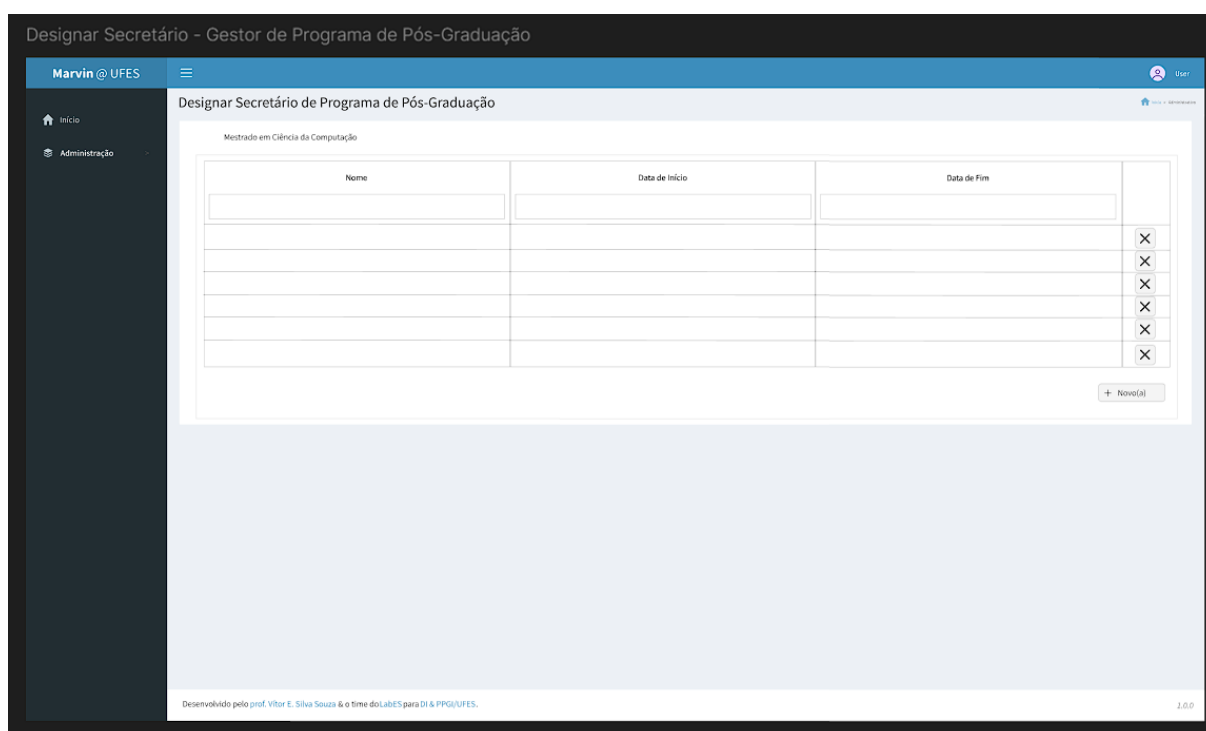 Designar Secretário - Gestor de Programa de Pós-Graduação
Marvin @ UFES
User
Designar Secretário de Programa de Pós-Graduação
Início > Administration
Início
Administração
Mestrado em Ciência da Computação
Nome Data de Início Data de Fim
+ Novo(a)
Desenvolvido pelo prof. Vítor E. Silva Souza & o time do LabES para DI & PPGI/UFES.
1.0.0